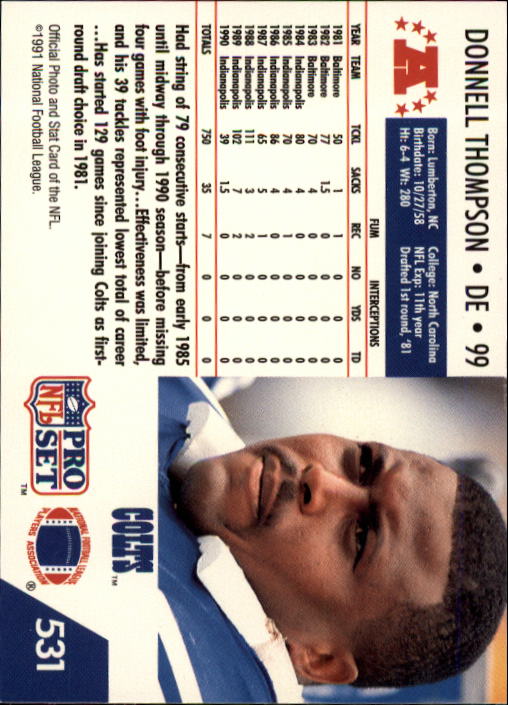 DONNELL THOMPSON • DE • 99
A
Born: Lumberton, NC College: North Carolina
Birthdate: 10/27/58 NFL Exp: 11th year
Ht: 6-4 Wt: 280 Drafted 1st round, '81
FUM INTERCEPTIONS
YEAR TEAM TCKL SACKS REC NO YDS TD
1981 Baltimore 50 1 1 0 0 0
1982 Baltimore 77 1.5 0 0 0 0
1983 Baltimore 70 4 0 0 0 0
1984 Indianapolis 80 4 0 0 0 0
1985 Indianapolis 70 4 1 0 0 0
1986 Indianapolis 86 4 0 0 0 0
1987 Indianapolis 65 5 1 0 0 0
1988 Indianapolis 111 3 2 0 0 0
1989 Indianapolis 102 7 2 0 0 0
1990 Indianapolis 39 1.5 0 0 0 0
TOTALS 750 35 7 0 0 0
Had string of 79 consecutive starts—from early 1985
until midway through 1990 season—before missing
four games with foot injury...Effectiveness was limited,
and his 39 tackles represented lowest total of career
...Has started 129 games since joining Colts as first-
round draft choice in 1981.
Official Photo and Stat Card of the NFL.
©1991 National Football League.
PRO
NFL SET™
COLTS™
NATIONAL FOOTBALL LEAGUE
PLAYERS ASSOCIATION®
531